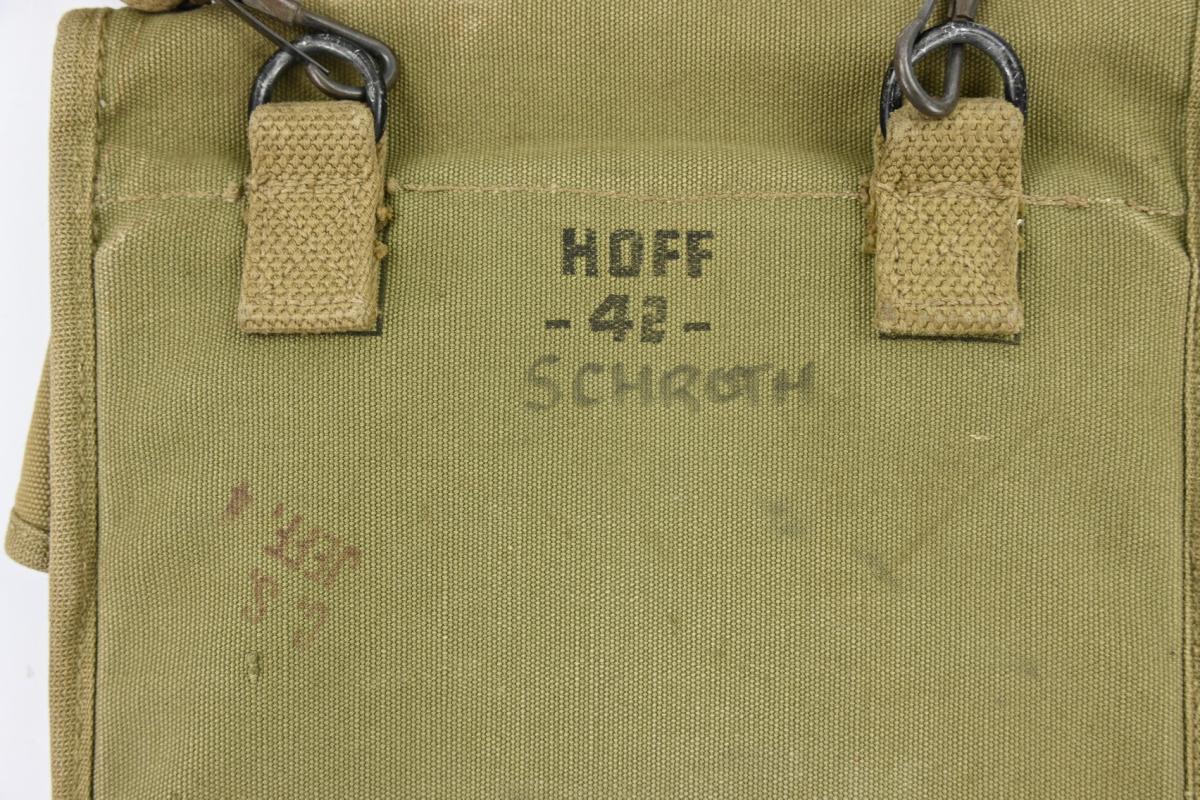 HOFF
- 42 -
SCHROTH